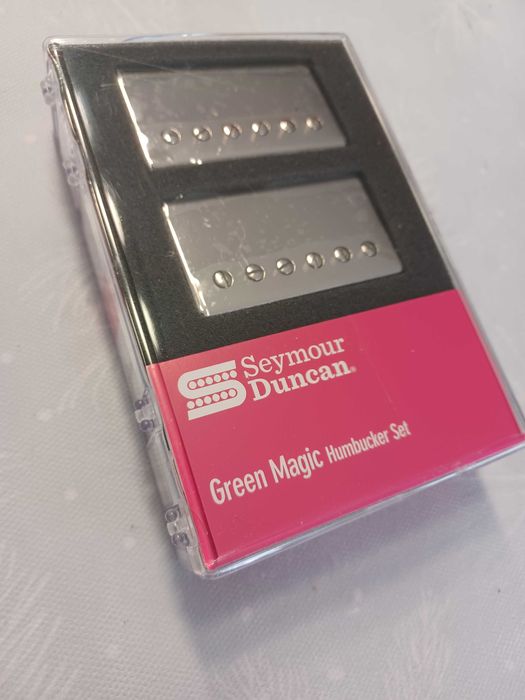 Seymour
Duncan®
Green Magic Humbucker Set